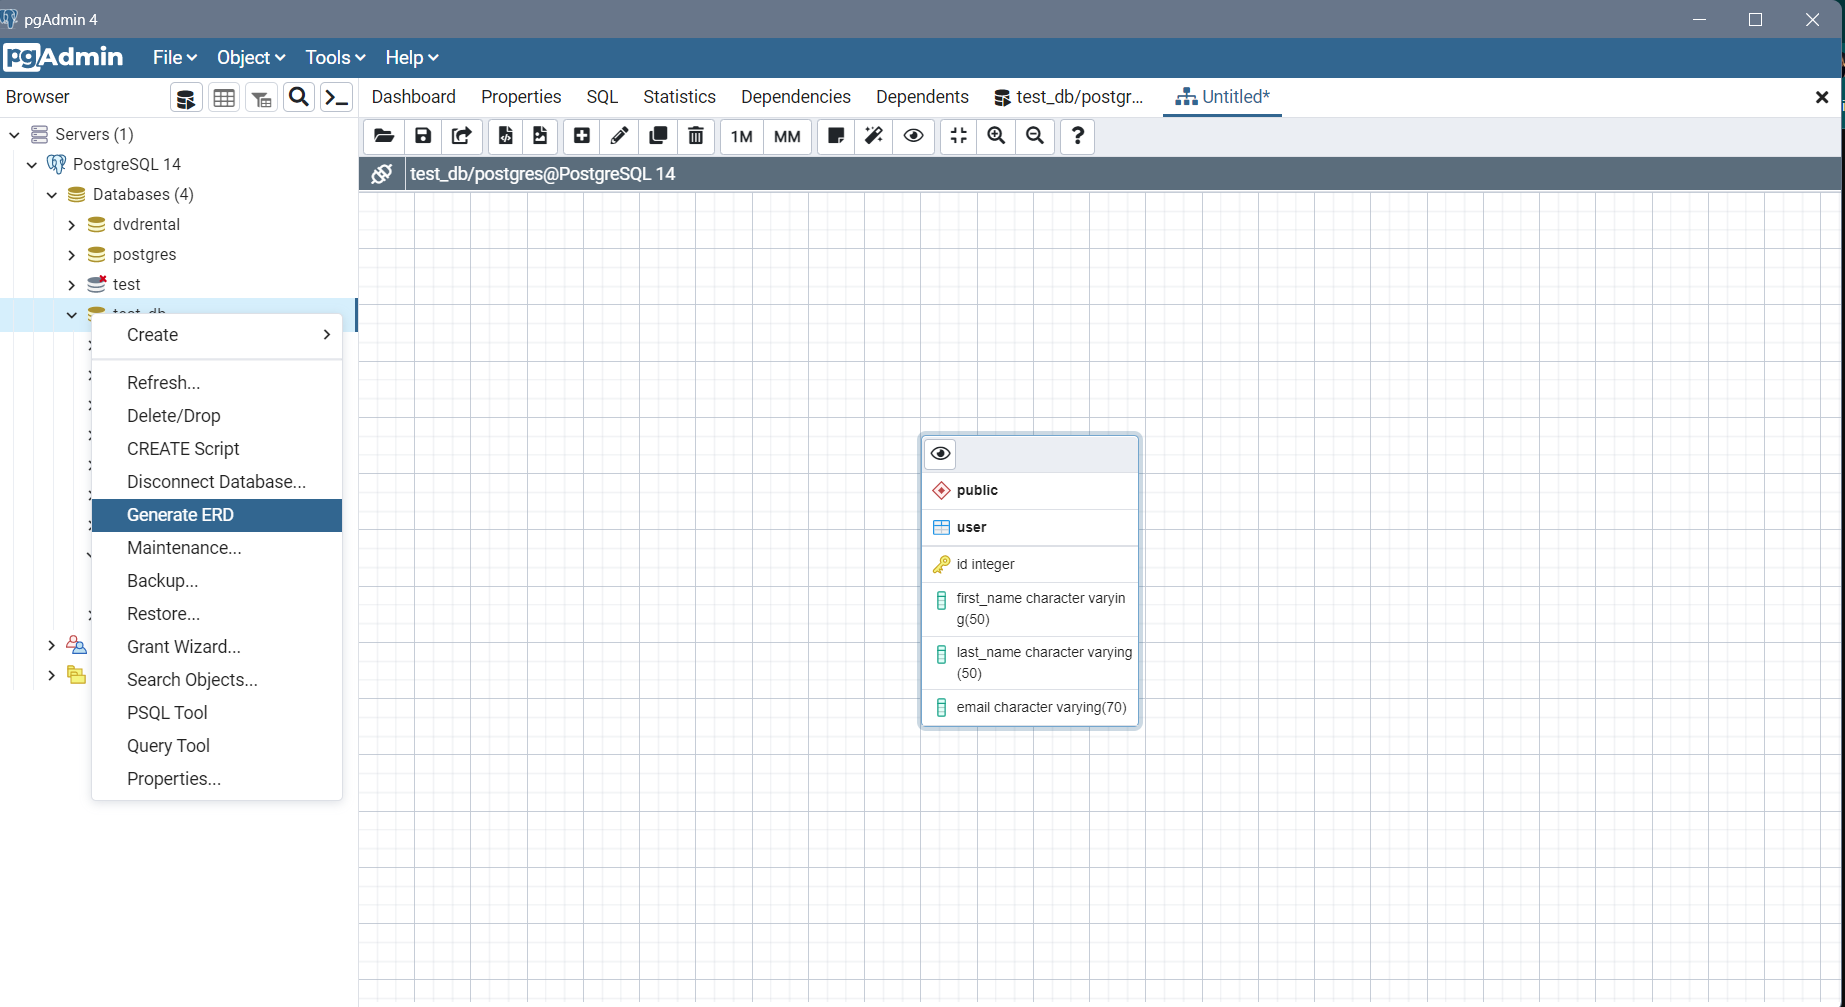 pgAdmin 4
pgAdmin File Object Tools Help
Browser
Dashboard Properties SQL Statistics Dependencies Dependents test_db/postgr... Untitled*
1M MM ?
test_db/postgres@PostgreSQL 14
Servers (1)
PostgreSQL 14
Databases (4)
dvdrental
postgres
test
test_db
Create
Refresh...
Delete/Drop
CREATE Script
Disconnect Database...
Generate ERD
Maintenance...
Backup...
Restore...
Grant Wizard...
Search Objects...
PSQL Tool
Query Tool
Properties...
public
user
id integer
first_name character varyin
g(50)
last_name character varying
(50)
email character varying(70)